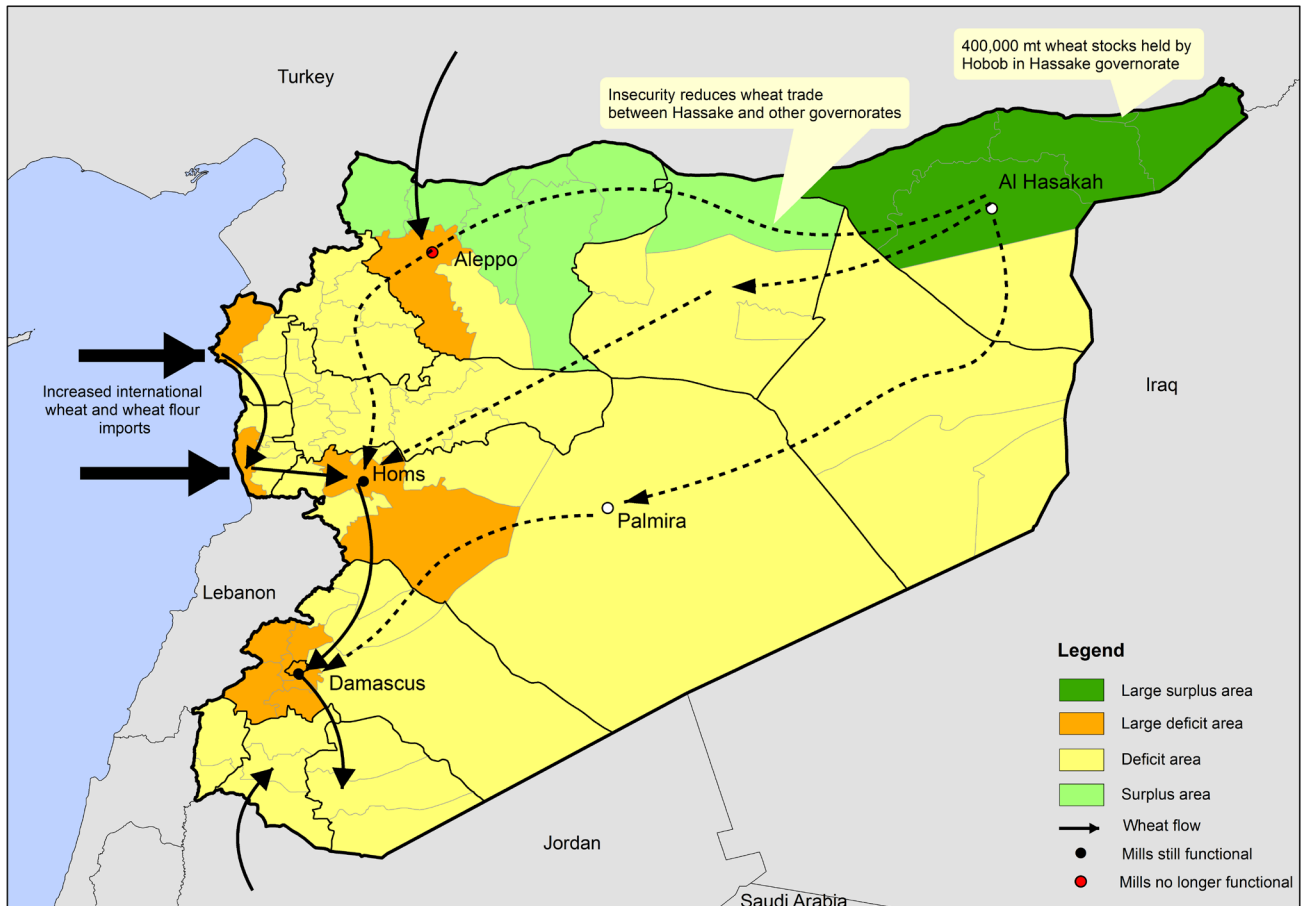 Turkey
400,000 mt wheat stocks held by
Hobob in Hassake governorate
Insecurity reduces wheat trade
between Hassake and other governorates
Al Hasakah
Aleppo
Increased international
wheat and wheat flour
imports
Iraq
Homs
Palmira
Lebanon
Damascus
Jordan
Saudi Arabia
Legend
Large surplus area
Large deficit area
Deficit area
Surplus area
Wheat flow
Mills still functional
Mills no longer functional